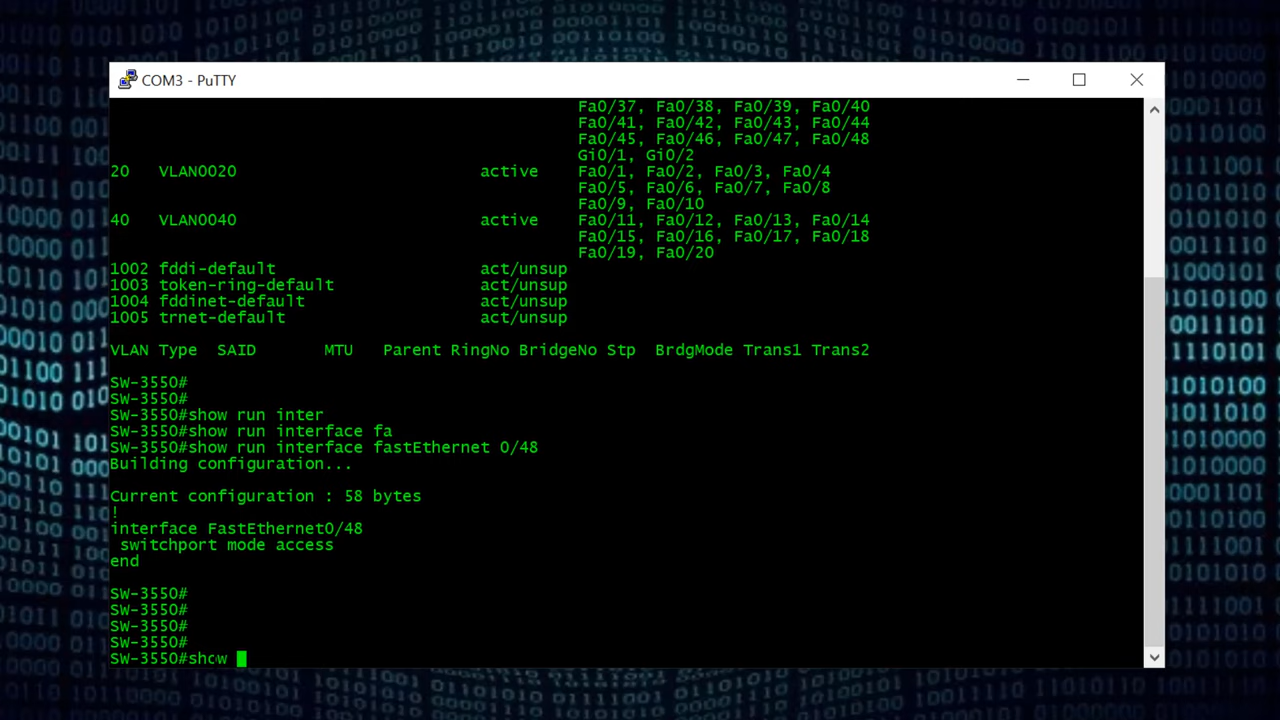 COM3 - PuTTY
Fa0/37, Fa0/38, Fa0/39, Fa0/40
Fa0/41, Fa0/42, Fa0/43, Fa0/44
Fa0/45, Fa0/46, Fa0/47, Fa0/48
Gi0/1, Gi0/2
20 VLAN0020 active Fa0/1, Fa0/2, Fa0/3, Fa0/4
Fa0/5, Fa0/6, Fa0/7, Fa0/8
Fa0/9, Fa0/10
40 VLAN0040 active Fa0/11, Fa0/12, Fa0/13, Fa0/14
Fa0/15, Fa0/16, Fa0/17, Fa0/18
Fa0/19, Fa0/20
1002 fddi-default act/unsup
1003 token-ring-default act/unsup
1004 fddinet-default act/unsup
1005 trnet-default act/unsup
VLAN Type SAID MTU Parent RingNo BridgeNo Stp BrdgMode Trans1 Trans2
SW-3550#
SW-3550#
SW-3550#show run inter
SW-3550#show run interface fa
SW-3550#show run interface fastEthernet 0/48
Building configuration...
Current configuration : 58 bytes
!
interface FastEthernet0/48
switchport mode access
end
SW-3550#
SW-3550#
SW-3550#
SW-3550#
SW-3550#show